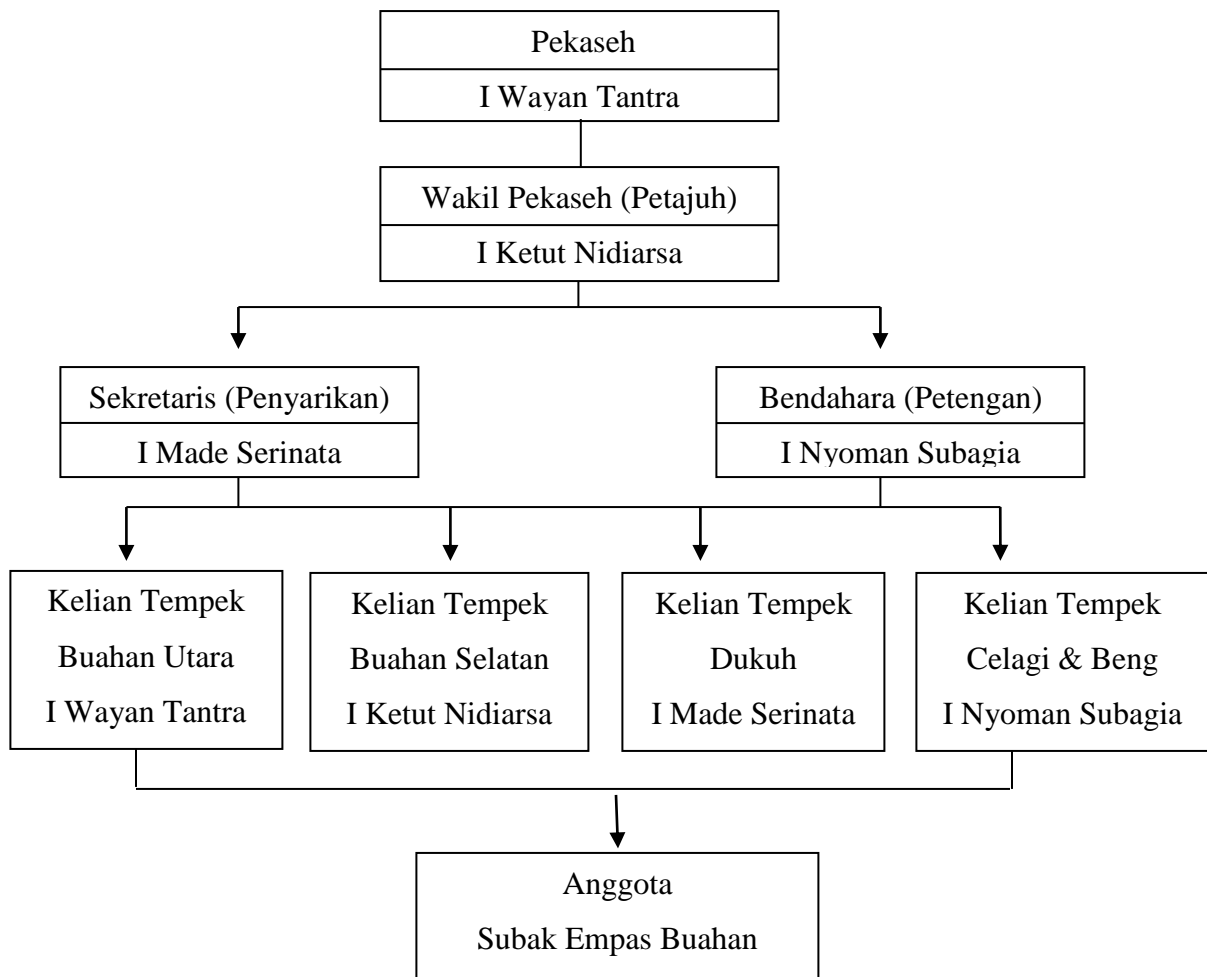 Pekaseh
I Wayan Tantra
Wakil Pekaseh (Petajuh)
I Ketut Nidiarsa
Sekretaris (Penyarikan)
I Made Serinata
Bendahara (Petengan)
I Nyoman Subagia
Kelian Tempek
Buahan Utara
I Wayan Tantra
Kelian Tempek
Buahan Selatan
I Ketut Nidiarsa
Kelian Tempek
Dukuh
I Made Serinata
Kelian Tempek
Celagi & Beng
I Nyoman Subagia
Anggota
Subak Empas Buahan